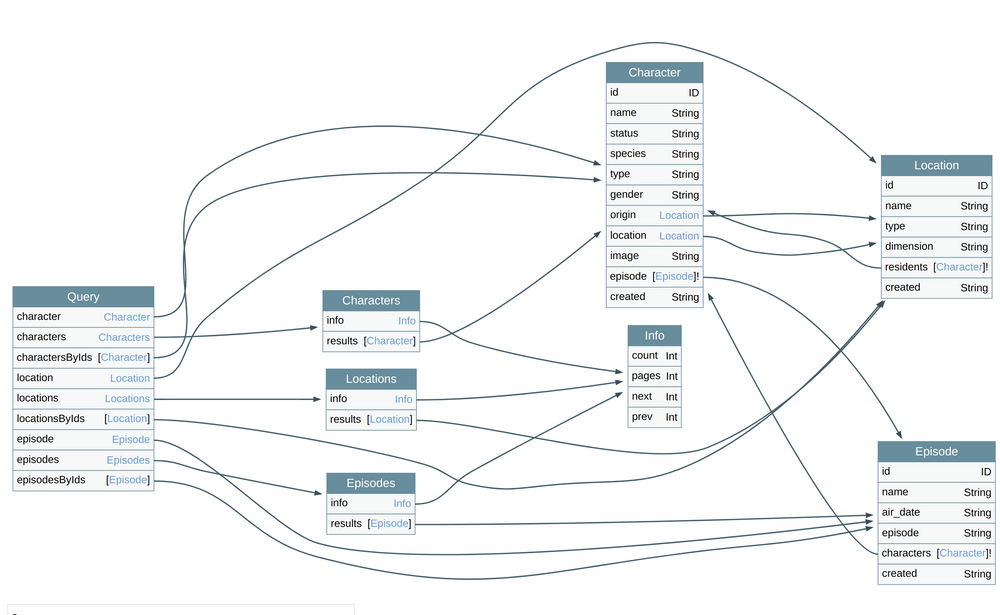 Query
character Character
characters Characters
charactersByIds [Character]
location Location
locations Locations
locationsByIds [Location]
episode Episode
episodes Episodes
episodesByIds [Episode]
Characters
info Info
results [Character]
Locations
info Info
results [Location]
Episodes
info Info
results [Episode]
Character
id ID
name String
status String
species String
type String
gender String
origin Location
location Location
image String
episode [Episode]!
created String
Info
count Int
pages Int
next Int
prev Int
Location
id ID
name String
type String
dimension String
residents [Character]!
created String
Episode
id ID
name String
air_date String
episode String
characters [Character]!
created String